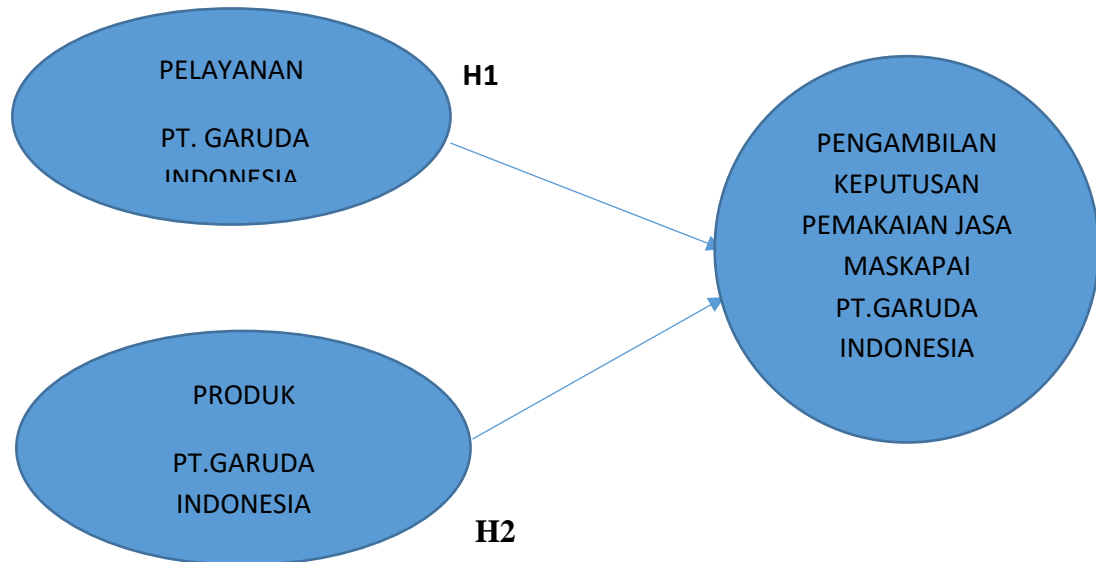 PELAYANAN
PT. GARUDA
INDONESIA
H1
PENGAMBILAN
KEPUTUSAN
PEMAKAIAN JASA
MASKAPAI
PT.GARUDA
INDONESIA
PRODUK
PT.GARUDA
INDONESIA
H2